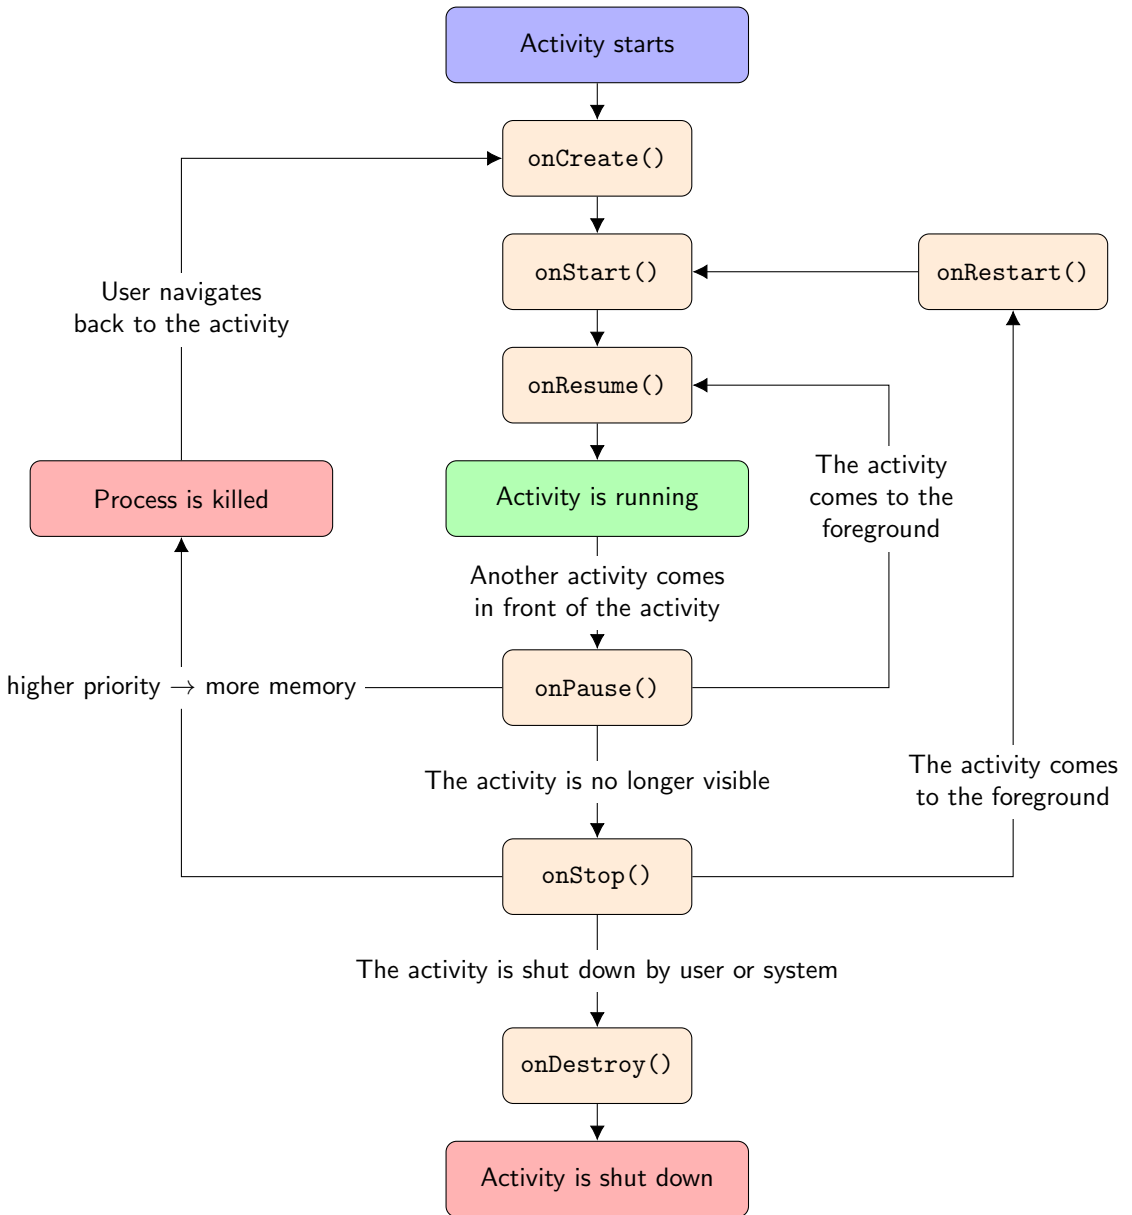 Activity starts
onCreate()
onStart()
onRestart()
User navigates
back to the activity
onResume()
The activity
comes to the
foreground
Process is killed
Activity is running
Another activity comes
in front of the activity
higher priority → more memory
onPause()
The activity is no longer visible
The activity comes
to the foreground
onStop()
The activity is shut down by user or system
onDestroy()
Activity is shut down